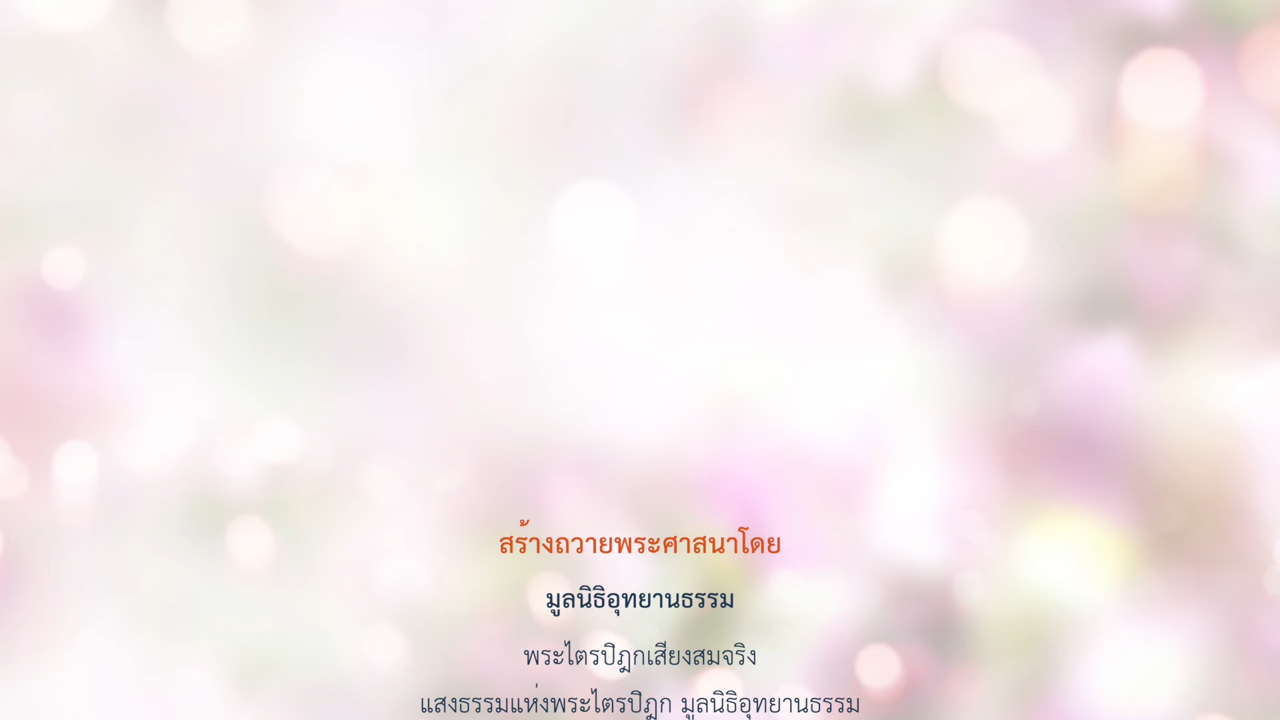 สร้างถวายพระศาสนาโดย
มูลนิธิอุทยานธรรม
พระไตรปิฎกเสียงสมจริง
แสงธรรมแห่งพระไตรปิฎก มูลนิธิอุทยานธรรม